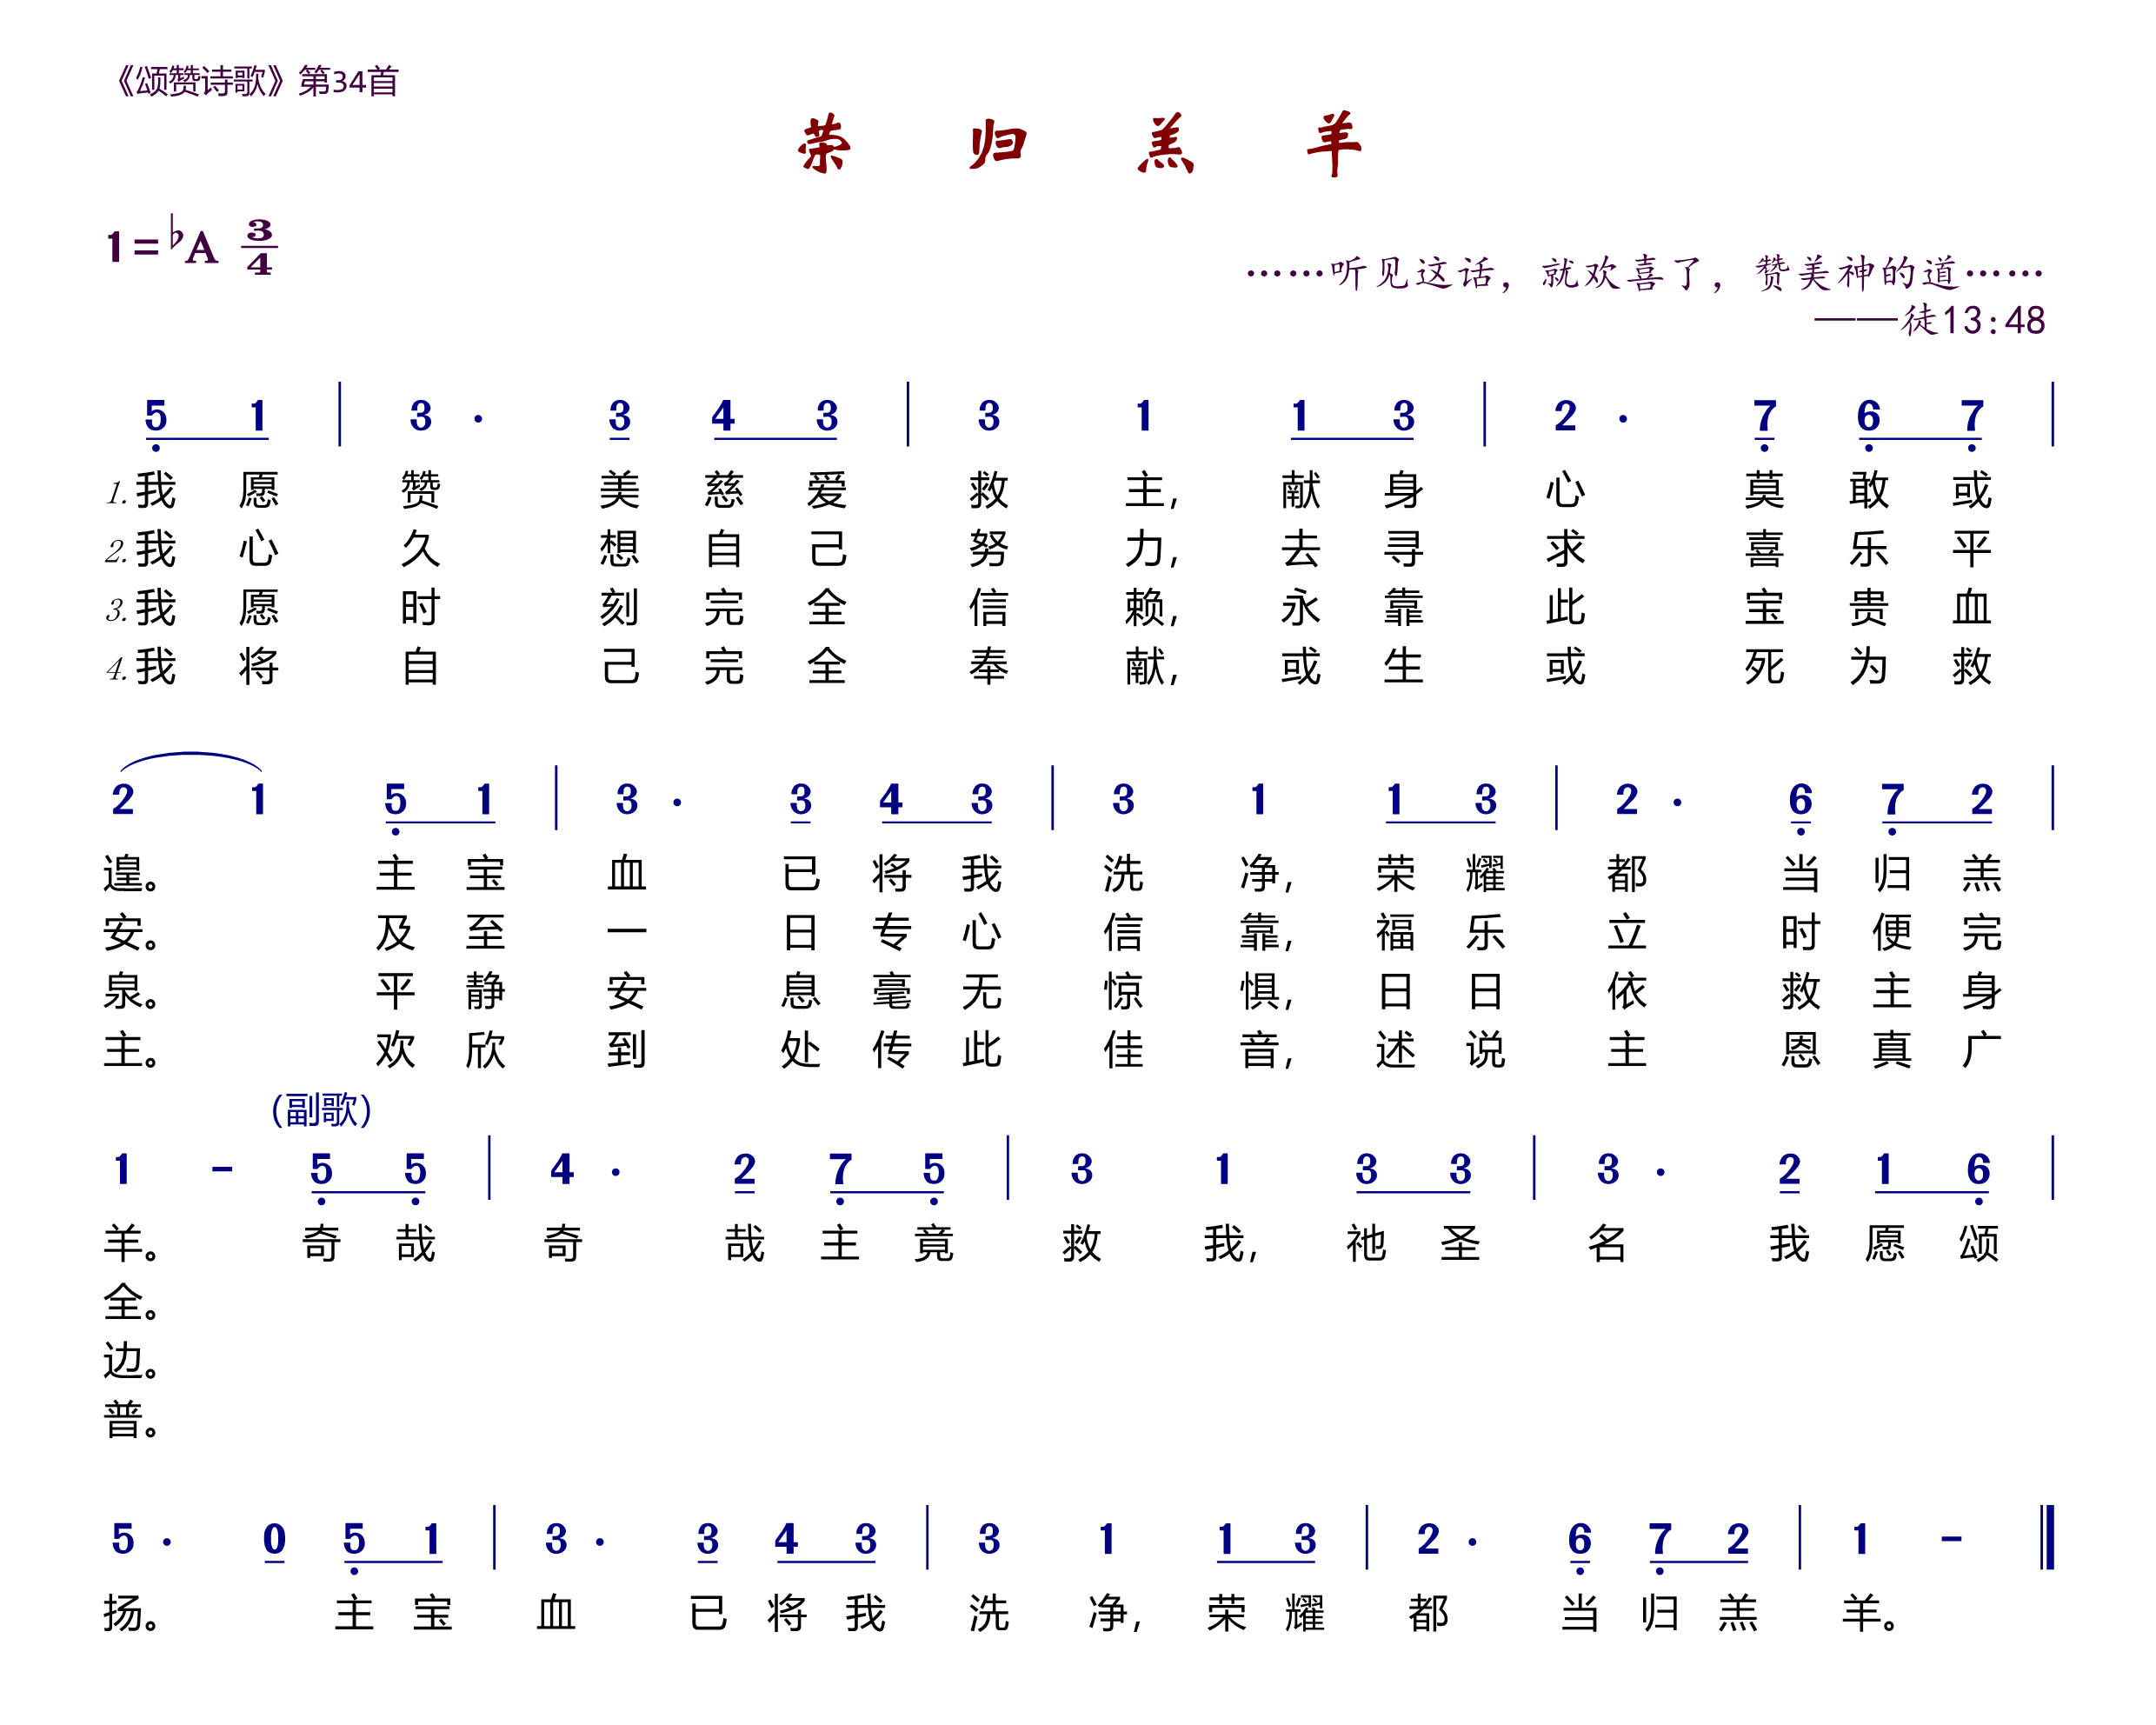 《颂赞诗歌》第34首
荣 归 羔 羊
1=♭A 3/4
……听见这话，就欢喜了，赞美神的道……
——徒13:48
5̣ 1 | 3 · 3 4 3 | 3 1 1 3 | 2 · 7̣ 6̣ 7̣ |
1.我 愿 赞 美 慈 爱 救 主, 献 身 心 莫 敢 或
2.我 心 久 想 自 己 努 力, 去 寻 求 喜 乐 平
3.我 愿 时 刻 完 全 信 赖, 永 靠 此 宝 贵 血
4.我 将 自 己 完 全 奉 献, 或 生 或 死 为 救
2 1 5̣ 1 | 3 · 3 4 3 | 3 1 1 3 | 2 · 6̣ 7̣ 2 |
遑。 主 宝 血 已 将 我 洗 净, 荣 耀 都 当 归 羔
安。 及 至 一 日 专 心 信 靠, 福 乐 立 时 便 完
泉。 平 静 安 息 毫 无 惊 惧, 日 日 依 救 主 身
主。 欢 欣 到 处 传 此 佳 音, 述 说 主 恩 真 广
(副歌)
1 - 5̣ 5̣ | 4 · 2 7̣ 5̣ | 3 1 3 3 | 3 · 2 1 6̣ |
羊。 奇 哉 奇 哉 主 竟 救 我, 祂 圣 名 我 愿 颂
全。
边。
普。
5 · 0 5̣ 1 | 3 · 3 4 3 | 3 1 1 3 | 2 · 6̣ 7̣ 2 | 1 - ‖
扬。 主 宝 血 已 将 我 洗 净, 荣 耀 都 当 归 羔 羊。